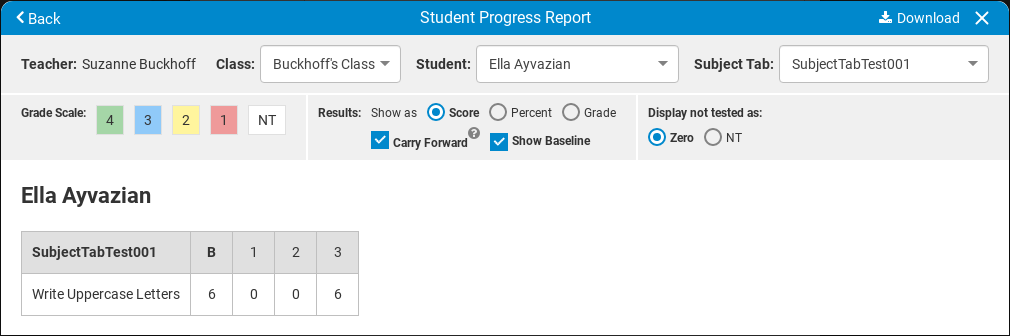 Back Student Progress Report Download
Teacher: Suzanne Buckhoff Class: Buckhoff's Class Student: Ella Ayvazian Subject Tab: SubjectTabTest001
Grade Scale: 4 3 2 1 NT
Results: Show as Score Percent Grade
Carry Forward ? Show Baseline
Display not tested as:
Zero NT
Ella Ayvazian
SubjectTabTest001 B 1 2 3
Write Uppercase Letters 6 0 0 6